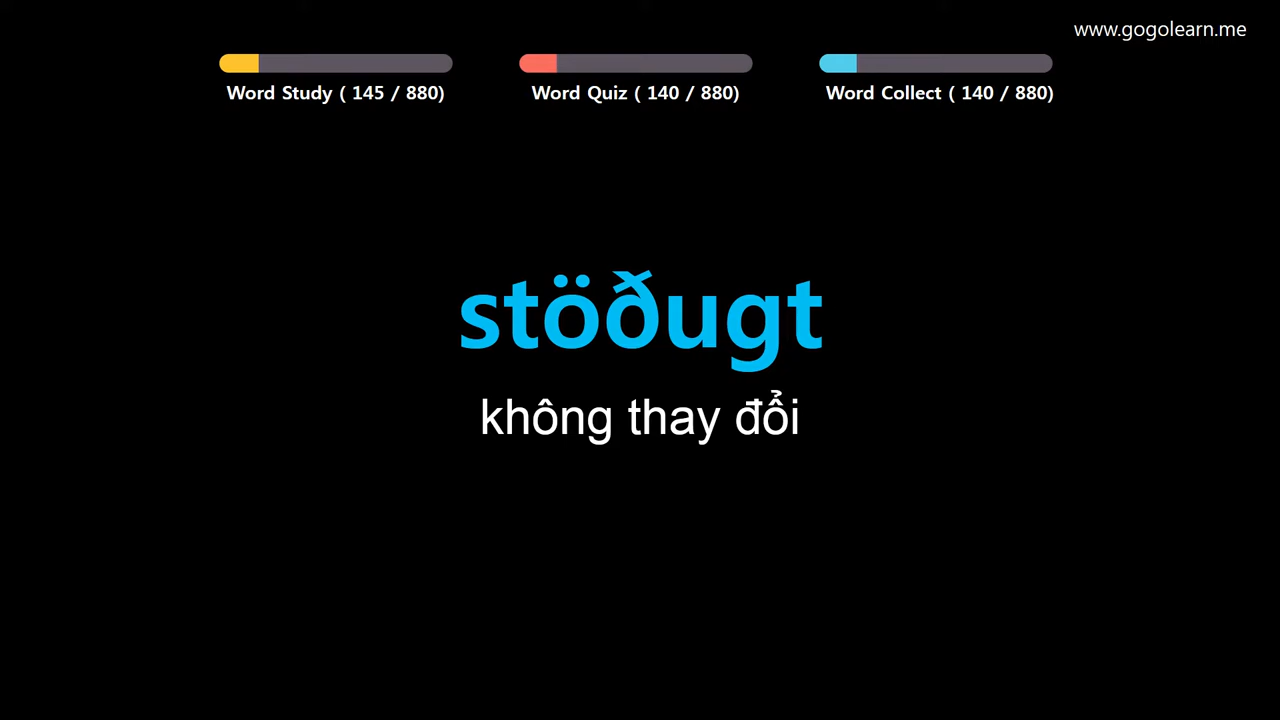 www.gogolearn.me
Word Study ( 145 / 880)
Word Quiz ( 140 / 880)
Word Collect ( 140 / 880)
stöðugt
không thay đổi